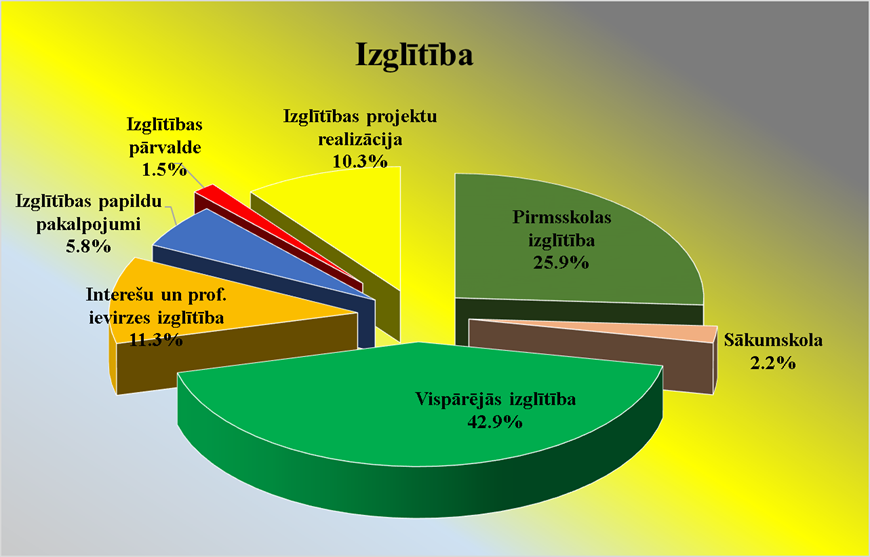 Izglītība
Izglītības projektu
realizācija
10.3%
Izglītības
pārvalde
1.5%
Izglītības papildu
pakalpojumi
5.8%
Interešu un prof.
ievirzes izglītība
11.3%
Pirmsskolas
izglītība
25.9%
Sākumskola
2.2%
Vispārējās izglītība
42.9%